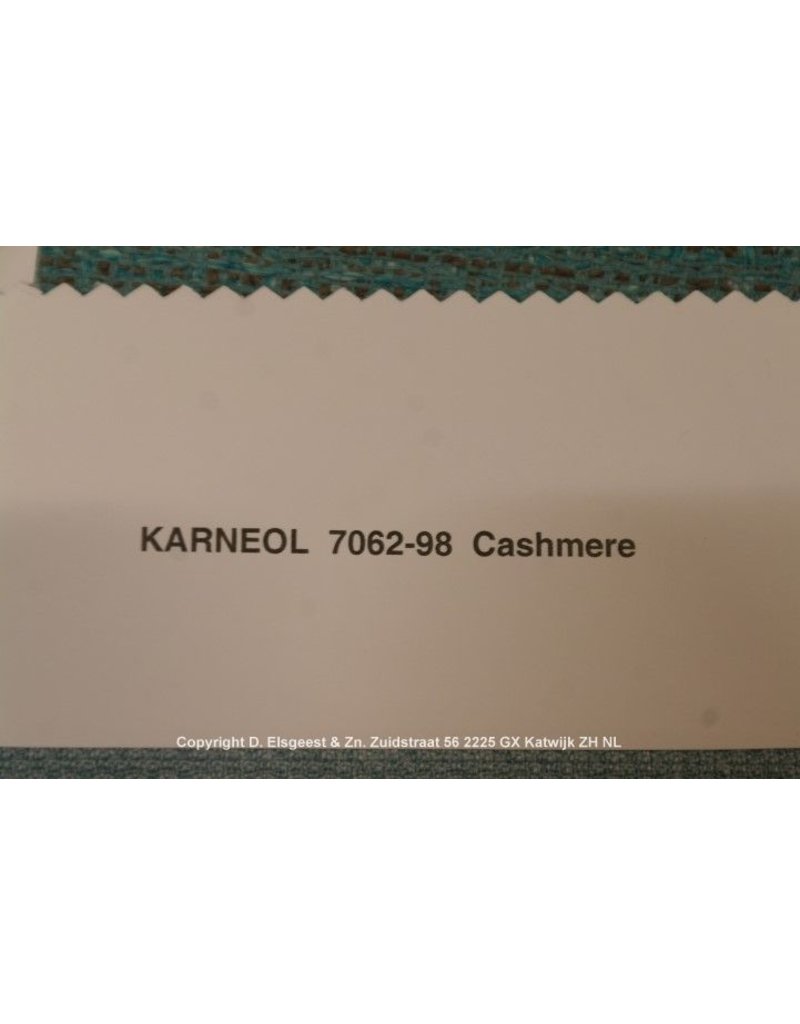 KARNEOL 7062-98 Cashmere
Copyright D. Elsgeest & Zn. Zuidstraat 56 2225 GX Katwijk ZH NL